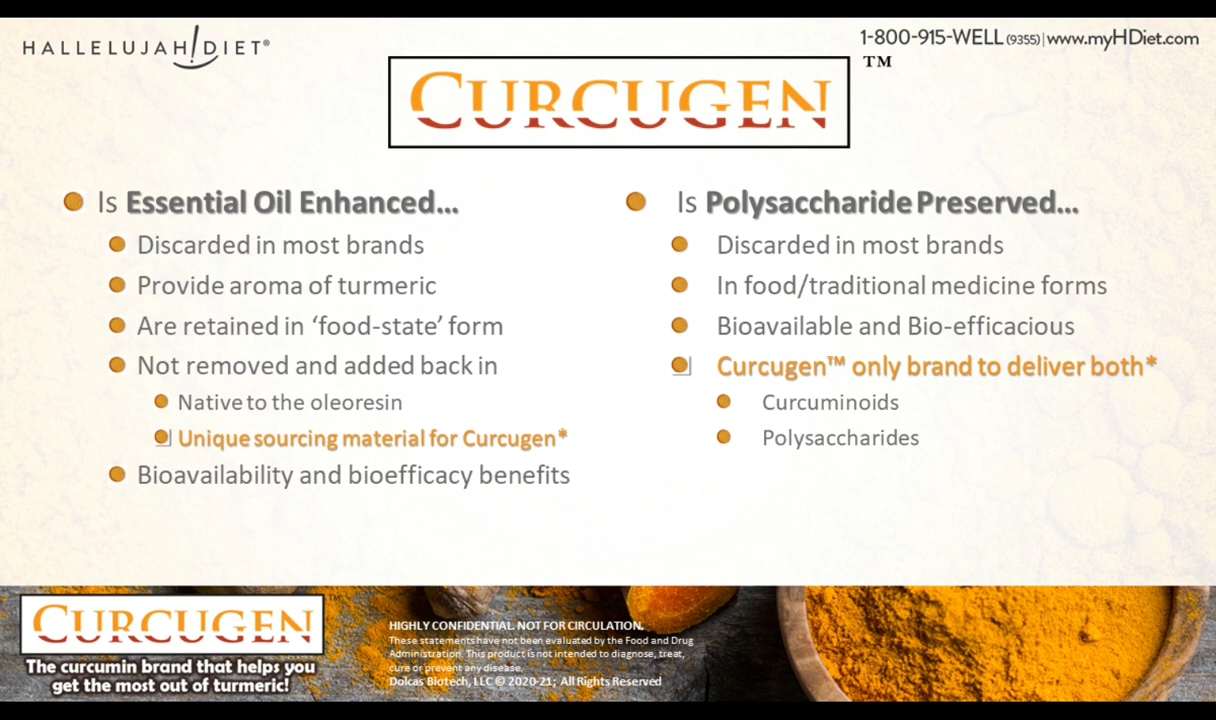 HALLELUJAH DIET®
1-800-915-WELL (9355) | www.myHDiet.com
CURCUGEN ™
Is Essential Oil Enhanced...
Discarded in most brands
Provide aroma of turmeric
Are retained in ‘food-state’ form
Not removed and added back in
Native to the oleoresin
Unique sourcing material for Curcugen*
Bioavailability and bioefficacy benefits
Is Polysaccharide Preserved...
Discarded in most brands
In food/traditional medicine forms
Bioavailable and Bio-efficacious
Curcugen™ only brand to deliver both*
Curcuminoids
Polysaccharides
CURCUGEN ™
The curcumin brand that helps you
get the most out of turmeric!
HIGHLY CONFIDENTIAL. NOT FOR CIRCULATION.
These statements have not been evaluated by the Food and Drug
Administration. This product is not intended to diagnose, treat,
cure or prevent any disease.
Dolcas Biotech, LLC © 2020-21; All Rights Reserved